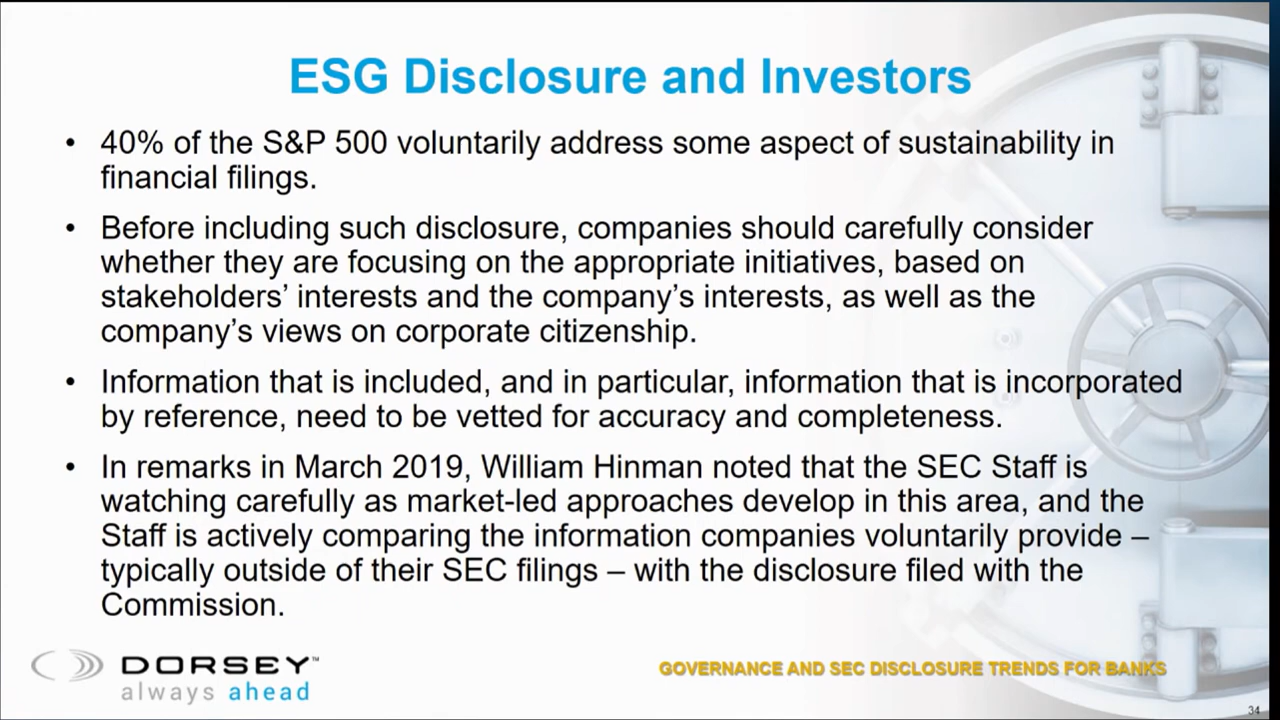 ESG Disclosure and Investors
• 40% of the S&P 500 voluntarily address some aspect of sustainability in
financial filings.
• Before including such disclosure, companies should carefully consider
whether they are focusing on the appropriate initiatives, based on
stakeholders’ interests and the company’s interests, as well as the
company’s views on corporate citizenship.
• Information that is included, and in particular, information that is incorporated
by reference, need to be vetted for accuracy and completeness.
• In remarks in March 2019, William Hinman noted that the SEC Staff is
watching carefully as market-led approaches develop in this area, and the
Staff is actively comparing the information companies voluntarily provide –
typically outside of their SEC filings – with the disclosure filed with the
Commission.
DORSEY™
always ahead
GOVERNANCE AND SEC DISCLOSURE TRENDS FOR BANKS
34